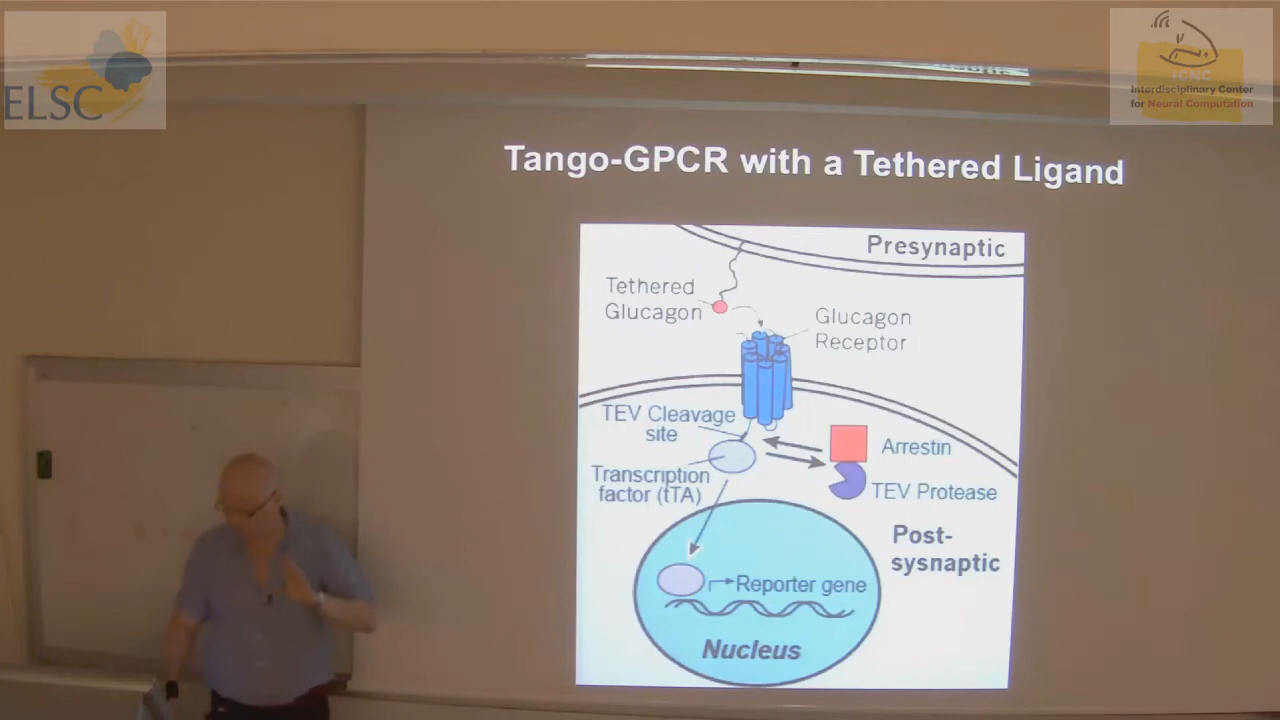 ELSC
ICNC
Interdisciplinary Center
for Neural Computation
Tango-GPCR with a Tethered Ligand
Presynaptic
Tethered
Glucagon
Glucagon
Receptor
TEV Cleavage
site
Arrestin
Transcription
factor (tTA)
TEV Protease
Post-
sysnaptic
Reporter gene
Nucleus